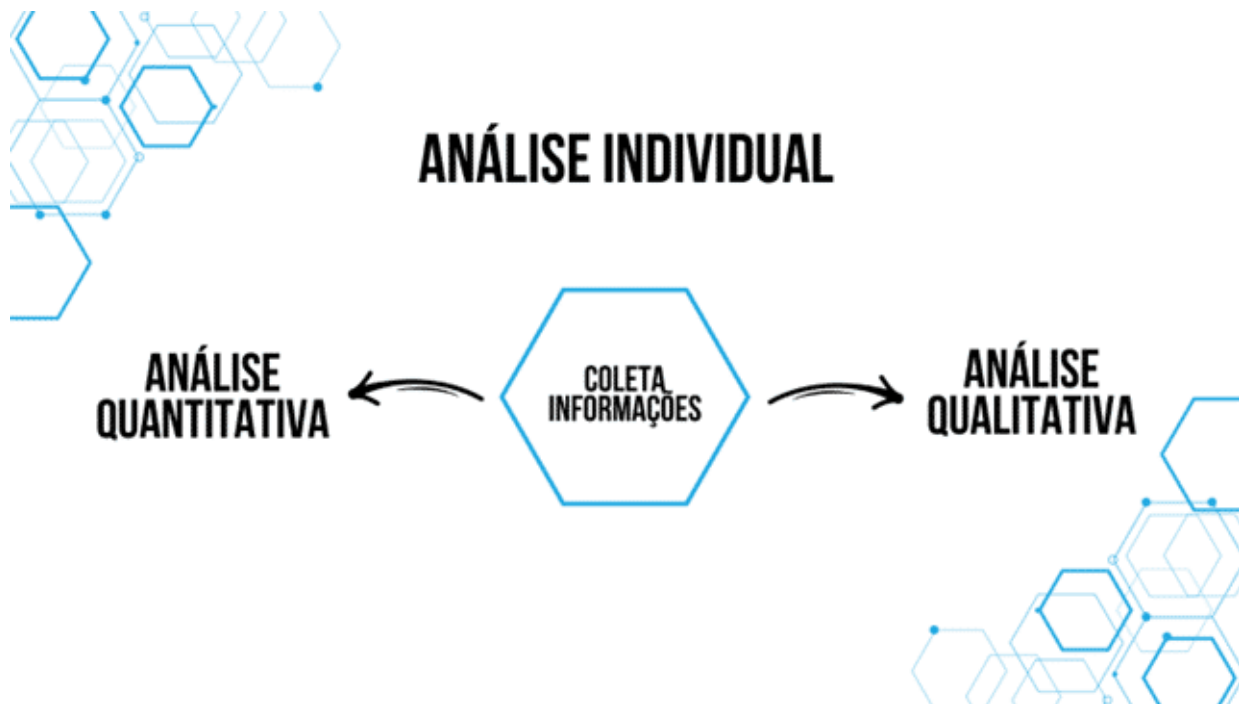 ANÁLISE INDIVIDUAL
ANÁLISE
QUANTITATIVA
COLETA
INFORMAÇÕES
ANÁLISE
QUALITATIVA